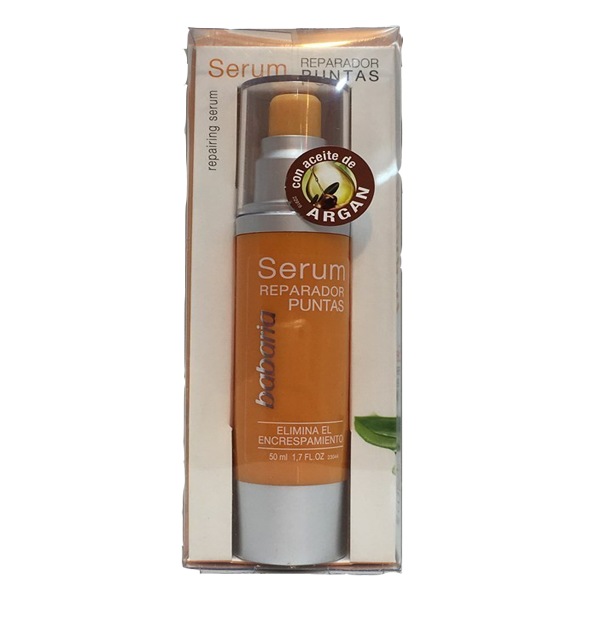 Serum REPARADOR
PUNTAS
repairing serum
con aceite de
ARGAN
Serum
REPARADOR
PUNTAS
babaria
ELIMINA EL
ENCRESPAMIENTO
50 ml 1,7 FL.OZ